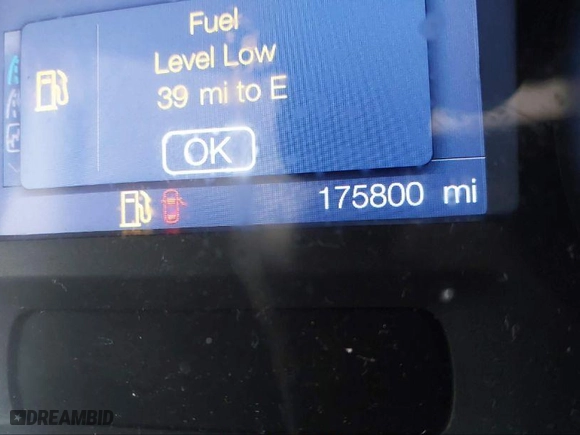 Fuel
Level Low
39 mi to E
OK
175800 mi
DREAMBID